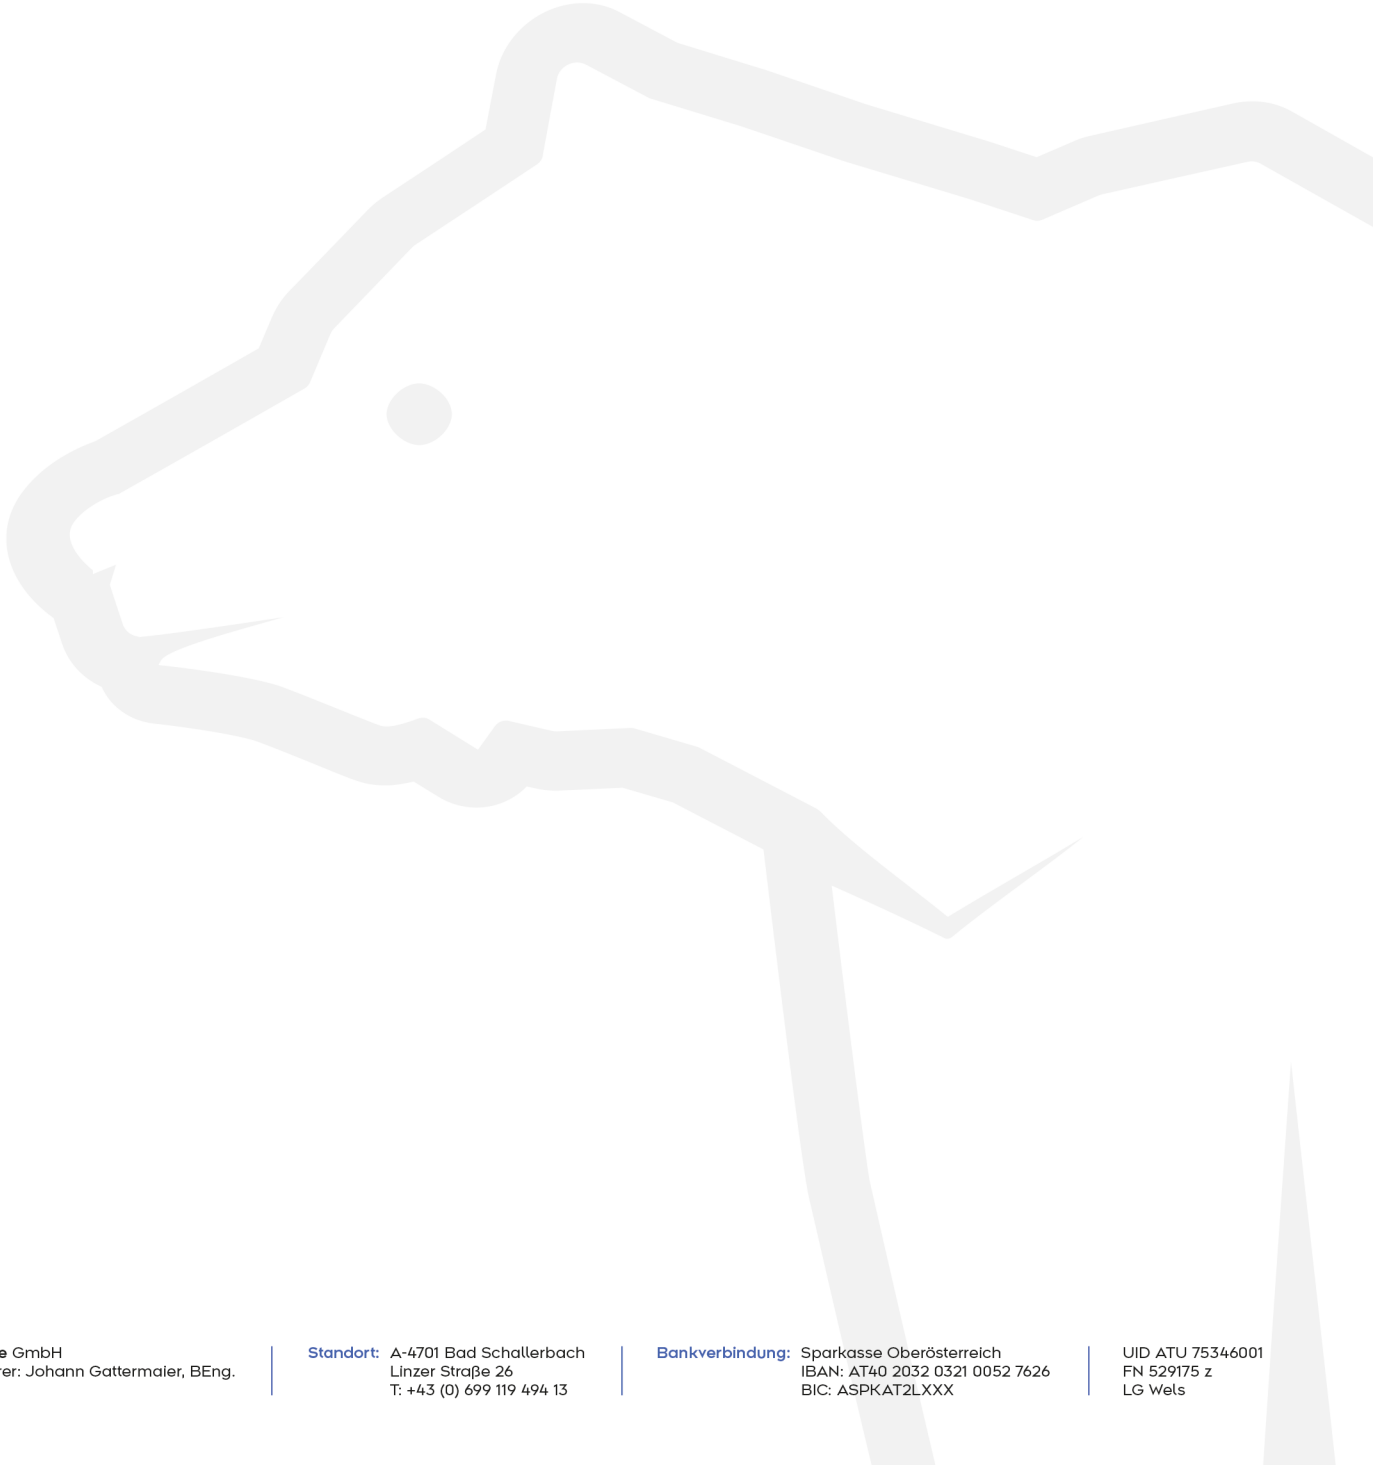 e GmbH
rer: Johann Gattermaier, BEng.
Standort: A-4701 Bad Schallerbach
Linzer Straße 26
T: +43 (0) 699 119 494 13
Bankverbindung: Sparkasse Oberösterreich
IBAN: AT40 2032 0321 0052 7626
BIC: ASPKAT2LXXX
UID ATU 75346001
FN 529175 z
LG Wels